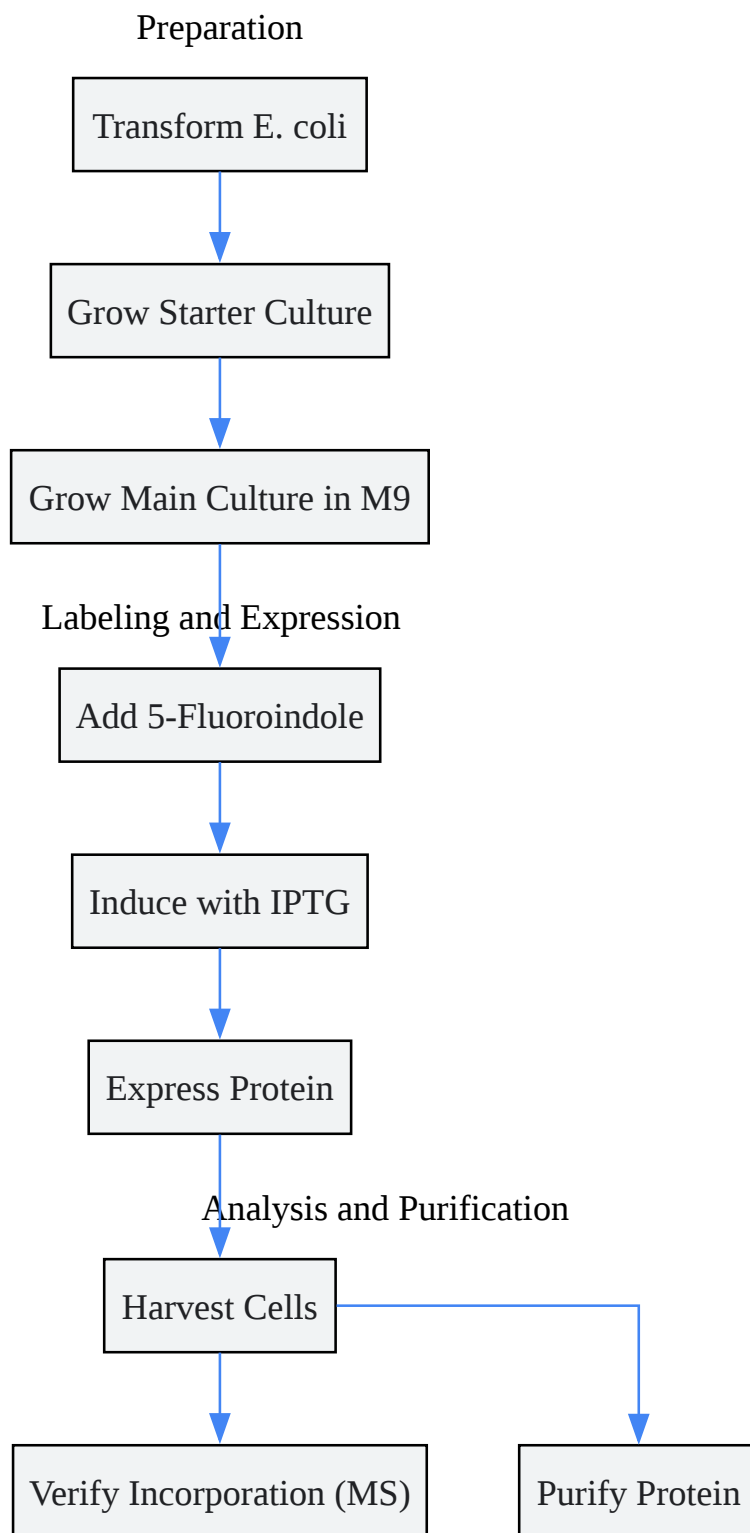 Preparation
Transform E. coli
Grow Starter Culture
Grow Main Culture in M9
Labeling and Expression
Add 5-Fluoroindole
Induce with IPTG
Express Protein
Analysis and Purification
Harvest Cells
Verify Incorporation (MS)
Purify Protein